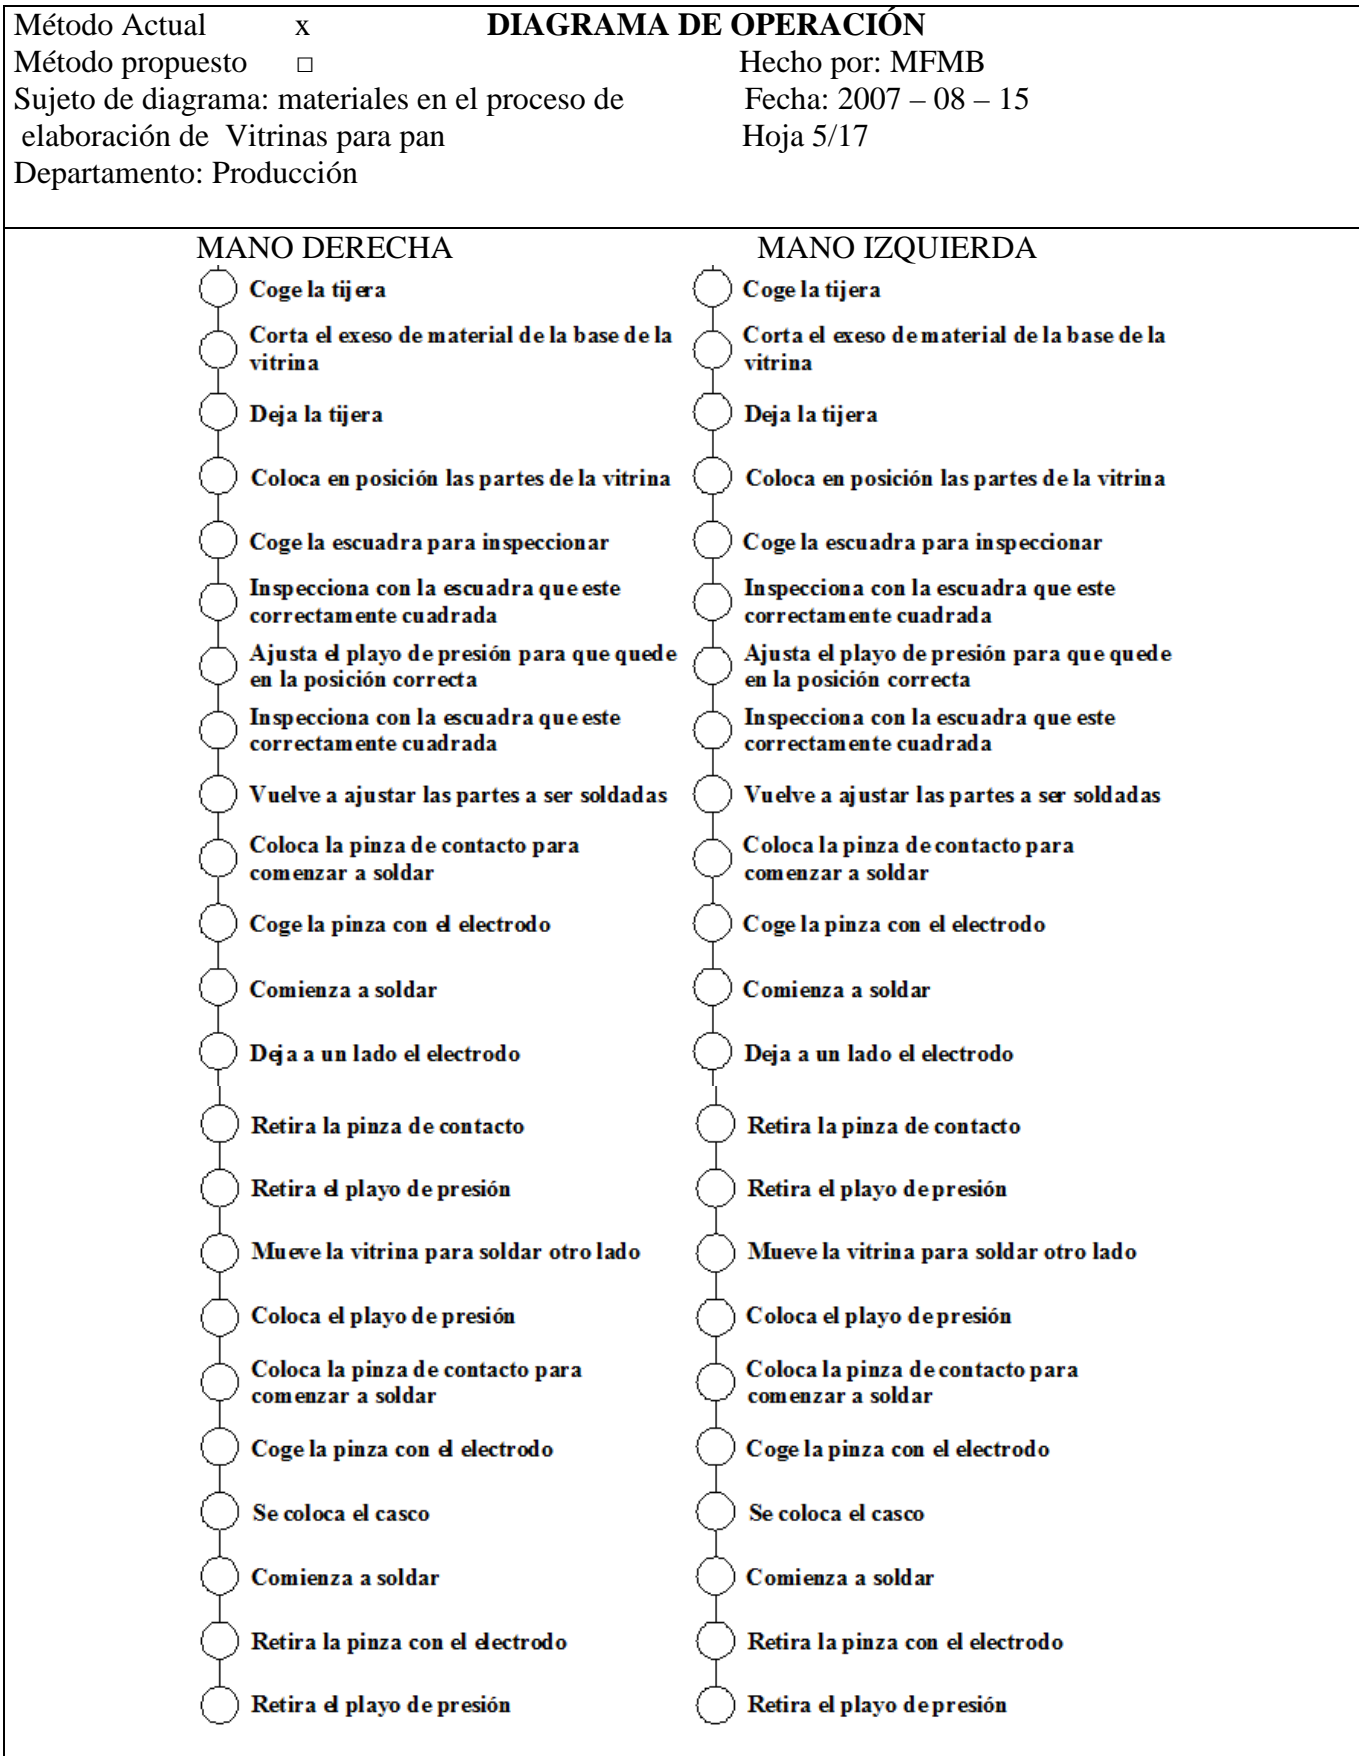 Método Actual x DIAGRAMA DE OPERACIÓN
Método propuesto □ Hecho por: MFMB
Sujeto de diagrama: materiales en el proceso de Fecha: 2007 – 08 – 15
elaboración de Vitrinas para pan Hoja 5/17
Departamento: Producción
MANO DERECHA MANO IZQUIERDA
Coge la tijera Coge la tijera
Corta el exeso de material de la base de la Corta el exeso de material de la base de la
vitrina vitrina
Deja la tijera Deja la tijera
Coloca en posición las partes de la vitrina Coloca en posición las partes de la vitrina
Coge la escuadra para inspeccionar Coge la escuadra para inspeccionar
Inspecciona con la escuadra que este Inspecciona con la escuadra que este
correctamente cuadrada correctamente cuadrada
Ajusta el playo de presión para que quede Ajusta el playo de presión para que quede
en la posición correcta en la posición correcta
Inspecciona con la escuadra que este Inspecciona con la escuadra que este
correctamente cuadrada correctamente cuadrada
Vuelve a ajustar las partes a ser soldadas Vuelve a ajustar las partes a ser soldadas
Coloca la pinza de contacto para Coloca la pinza de contacto para
comenzar a soldar comenzar a soldar
Coge la pinza con el electrodo Coge la pinza con el electrodo
Comienza a soldar Comienza a soldar
Deja a un lado el electrodo Deja a un lado el electrodo
Retira la pinza de contacto Retira la pinza de contacto
Retira el playo de presión Retira el playo de presión
Mueve la vitrina para soldar otro lado Mueve la vitrina para soldar otro lado
Coloca el playo de presión Coloca el playo de presión
Coloca la pinza de contacto para Coloca la pinza de contacto para
comenzar a soldar comenzar a soldar
Coge la pinza con el electrodo Coge la pinza con el electrodo
Se coloca el casco Se coloca el casco
Comienza a soldar Comienza a soldar
Retira la pinza con el electrodo Retira la pinza con el electrodo
Retira el playo de presión Retira el playo de presión